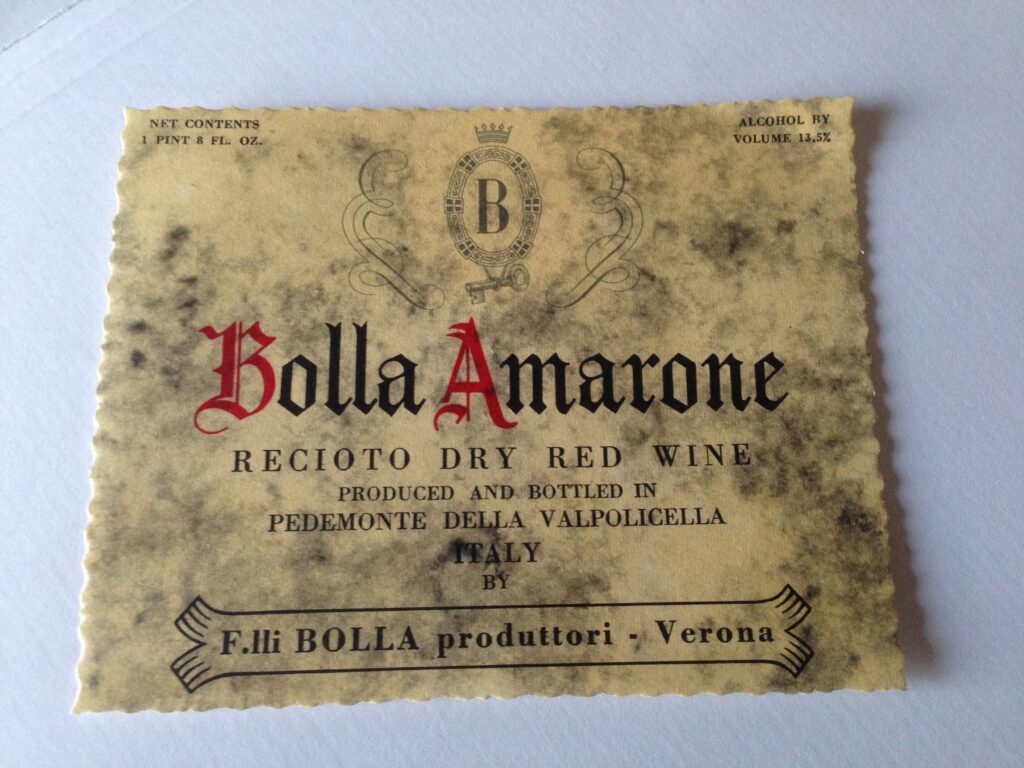 NET CONTENTS
1 PINT 8 FL. OZ.
ALCOHOL BY
VOLUME 13,5%
B
Bolla Amarone
RECIOTO DRY RED WINE
PRODUCED AND BOTTLED IN
PEDEMONTE DELLA VALPOLICELLA
ITALY
BY
F.lli BOLLA produttori - Verona